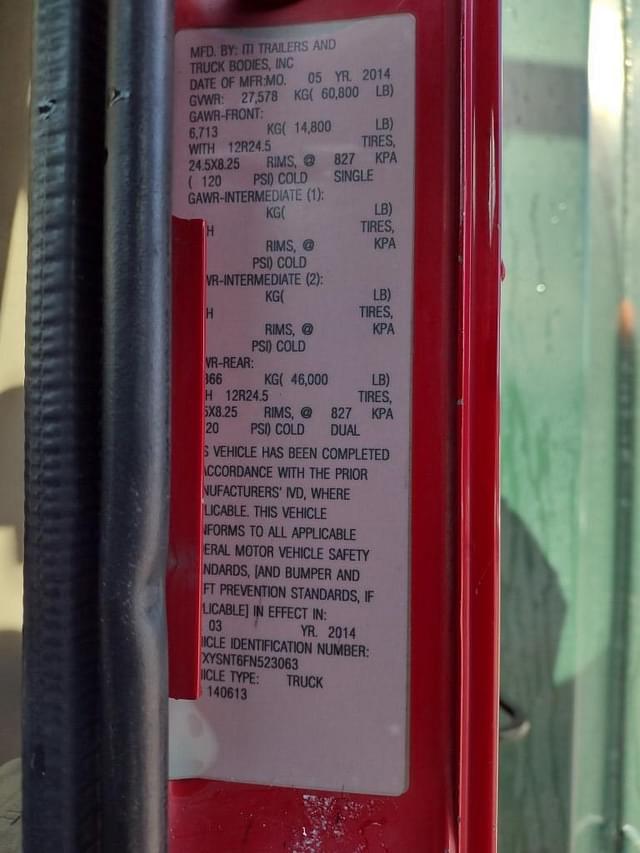 MFD. BY: ITI TRAILERS AND
TRUCK BODIES, INC
DATE OF MFR:MO. 05 YR. 2014
GVWR: 27,578 KG( 60,800 LB)
GAWR-FRONT:
6,713 KG( 14,800 LB)
WITH 12R24.5 TIRES,
24.5X8.25 RIMS, @ 827 KPA
( 120 PSI) COLD SINGLE
GAWR-INTERMEDIATE (1):
KG( LB)
H TIRES,
RIMS, @ KPA
PSI) COLD
WR-INTERMEDIATE (2):
KG( LB)
H TIRES,
RIMS, @ KPA
PSI) COLD
WR-REAR:
866 KG( 46,000 LB)
H 12R24.5 TIRES,
5X8.25 RIMS, @ 827 KPA
20 PSI) COLD DUAL
S VEHICLE HAS BEEN COMPLETED
ACCORDANCE WITH THE PRIOR
NUFACTURERS' IVD, WHERE
LICABLE. THIS VEHICLE
NFORMS TO ALL APPLICABLE
ERAL MOTOR VEHICLE SAFETY
NDARDS, [AND BUMPER AND
FT PREVENTION STANDARDS, IF
LICABLE] IN EFFECT IN:
03 YR. 2014
ICLE IDENTIFICATION NUMBER:
XYSNT6FN523063
ICLE TYPE: TRUCK
140613